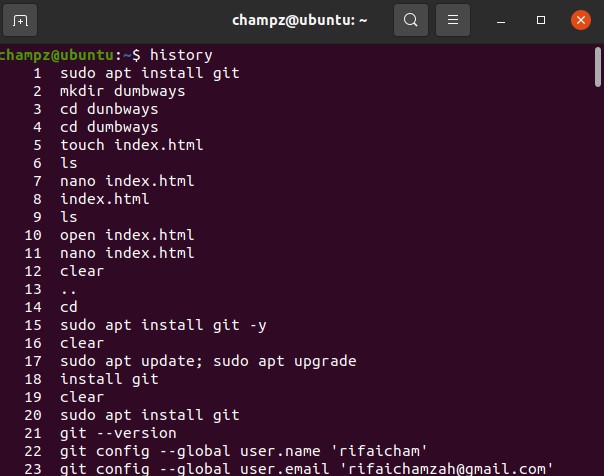 champz@ubuntu: ~
champz@ubuntu:~$ history
1 sudo apt install git
2 mkdir dumbways
3 cd dunbways
4 cd dumbways
5 touch index.html
6 ls
7 nano index.html
8 index.html
9 ls
10 open index.html
11 nano index.html
12 clear
13 ..
14 cd
15 sudo apt install git -y
16 clear
17 sudo apt update; sudo apt upgrade
18 install git
19 clear
20 sudo apt install git
21 git --version
22 git config --global user.name 'rifaicham'
23 git config --global user.email 'rifaichamzah@gmail.com'